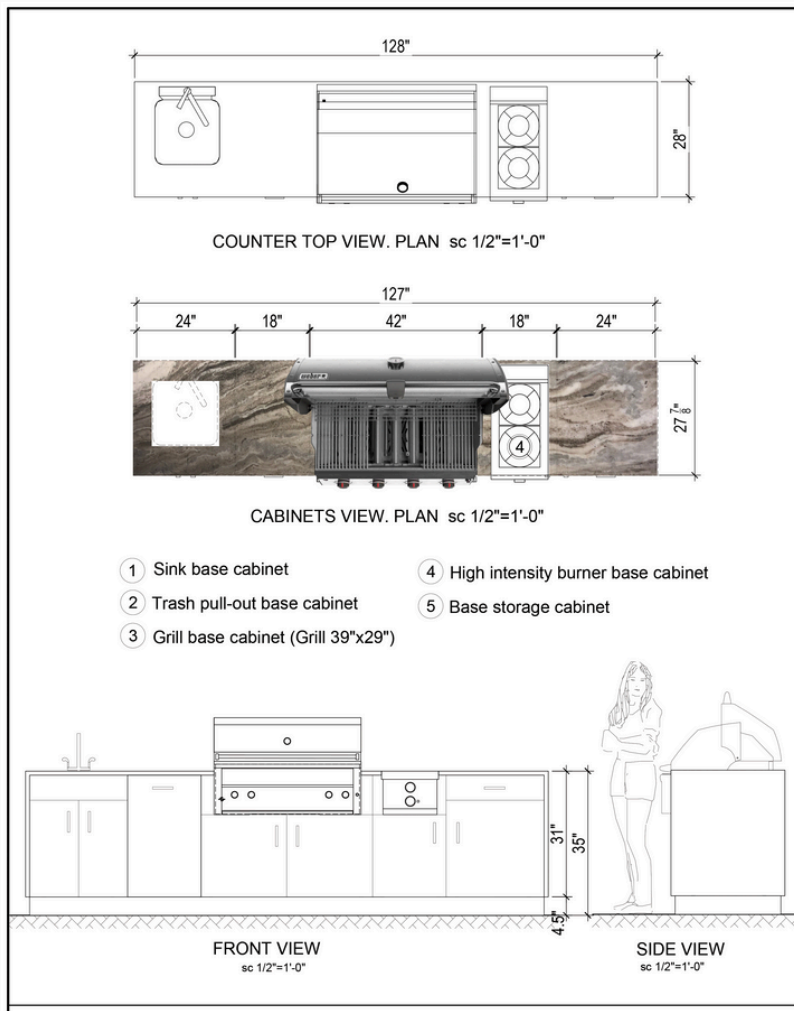 128"
28"
COUNTER TOP VIEW. PLAN sc 1/2"=1'-0"
127"
24" 18" 42" 18" 24"
weber
4
27 7/8"
CABINETS VIEW. PLAN sc 1/2"=1'-0"
1 Sink base cabinet
2 Trash pull-out base cabinet
3 Grill base cabinet (Grill 39"x29")
4 High intensity burner base cabinet
5 Base storage cabinet
31"
35"
4.5"
FRONT VIEW
sc 1/2"=1'-0"
SIDE VIEW
sc 1/2"=1'-0"